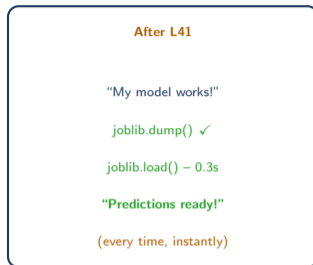 After L41
“My model works!”
joblib.dump() ✓
joblib.load() – 0.3s
“Predictions ready!”
(every time, instantly)